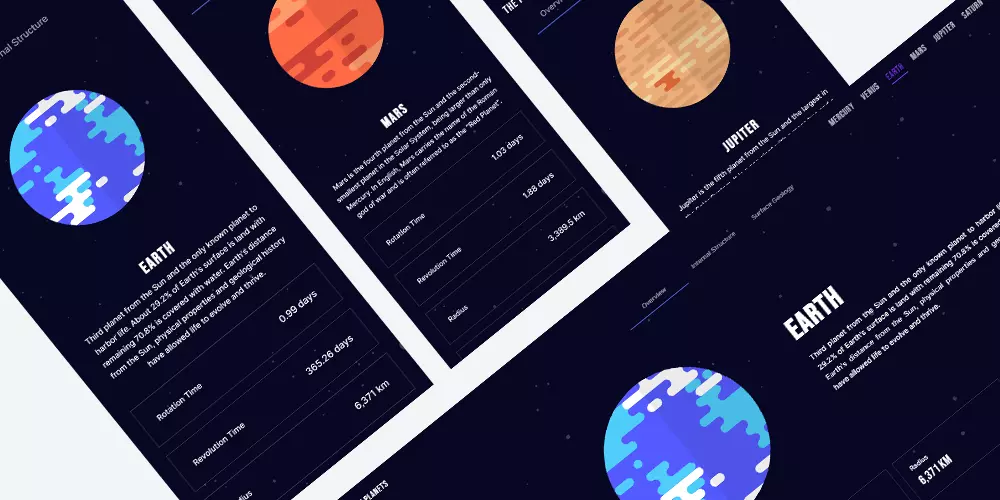 nal Structure
EARTH
Third planet from the Sun and the only known planet to
harbor life. About 29.2% of Earth's surface is land with
remaining 70.8% is covered with water. Earth's distance
from the Sun, physical properties and geological history
have allowed life to evolve and thrive.
Rotation Time
0.99 days
Revolution Time
365.26 days
6,371 km
MARS
Mars is the fourth planet from the Sun and the second-
smallest planet in the Solar System, being larger than only
Mercury. In English, Mars carries the name of the Roman
god of war and is often referred to as the "Red Planet".
Rotation Time
1.03 days
Revolution Time
1.88 days
Radius
3,389.5 km
THE
Overv
JUPITER
Jupiter is the fifth planet from the Sun and the largest in
PLANETS
MERCURY
VENUS
EARTH
MARS
JUPITER
SATURN
Overview
Internal Structure
Surface Geology
EARTH
Third planet from the Sun and the only known planet to harbor
29.2% of Earth's surface is land with remaining 70.8% is covered
Earth's distance from the Sun, physical properties and
have allowed life to evolve and thrive.
Radius
6,371 KM